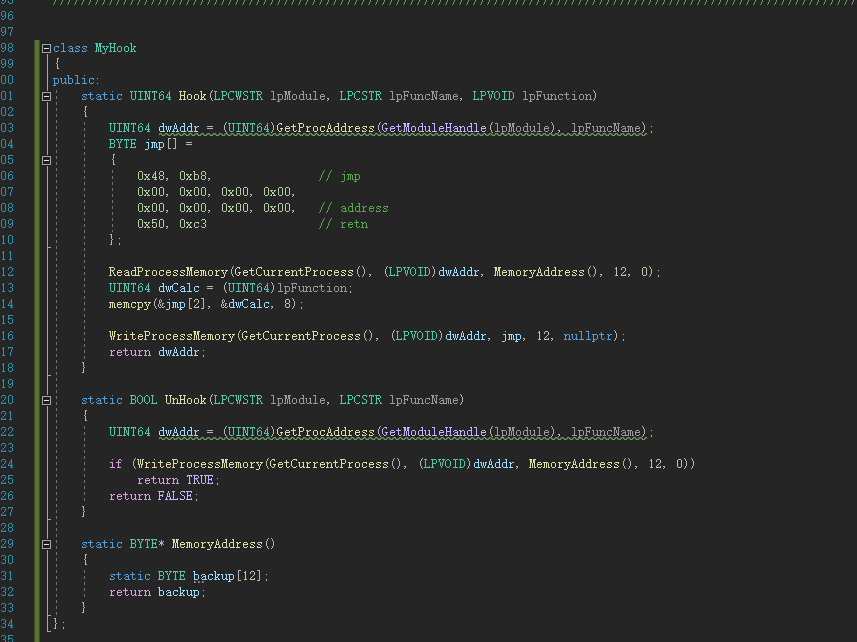 95 ////////////////////////////////////////////////////////////////////////////////////////////////////////////////////
96
97
98 class MyHook
99 {
00 public:
01 static UINT64 Hook(LPCWSTR lpModule, LPCSTR lpFuncName, LPVOID lpFunction)
02 {
03 UINT64 dwAddr = (UINT64)GetProcAddress(GetModuleHandle(lpModule), lpFuncName);
04 BYTE jmp[] =
05 {
06 0x48, 0xb8, // jmp
07 0x00, 0x00, 0x00, 0x00,
08 0x00, 0x00, 0x00, 0x00, // address
09 0x50, 0xc3 // retn
10 };
11
12 ReadProcessMemory(GetCurrentProcess(), (LPVOID)dwAddr, MemoryAddress(), 12, 0);
13 UINT64 dwCalc = (UINT64)lpFunction;
14 memcpy(&jmp[2], &dwCalc, 8);
15
16 WriteProcessMemory(GetCurrentProcess(), (LPVOID)dwAddr, jmp, 12, nullptr);
17 return dwAddr;
18 }
19
20 static BOOL UnHook(LPCWSTR lpModule, LPCSTR lpFuncName)
21 {
22 UINT64 dwAddr = (UINT64)GetProcAddress(GetModuleHandle(lpModule), lpFuncName);
23
24 if (WriteProcessMemory(GetCurrentProcess(), (LPVOID)dwAddr, MemoryAddress(), 12, 0))
25 return TRUE;
26 return FALSE;
27 }
28
29 static BYTE* MemoryAddress()
30 {
31 static BYTE backup[12];
32 return backup;
33 }
34 };
35